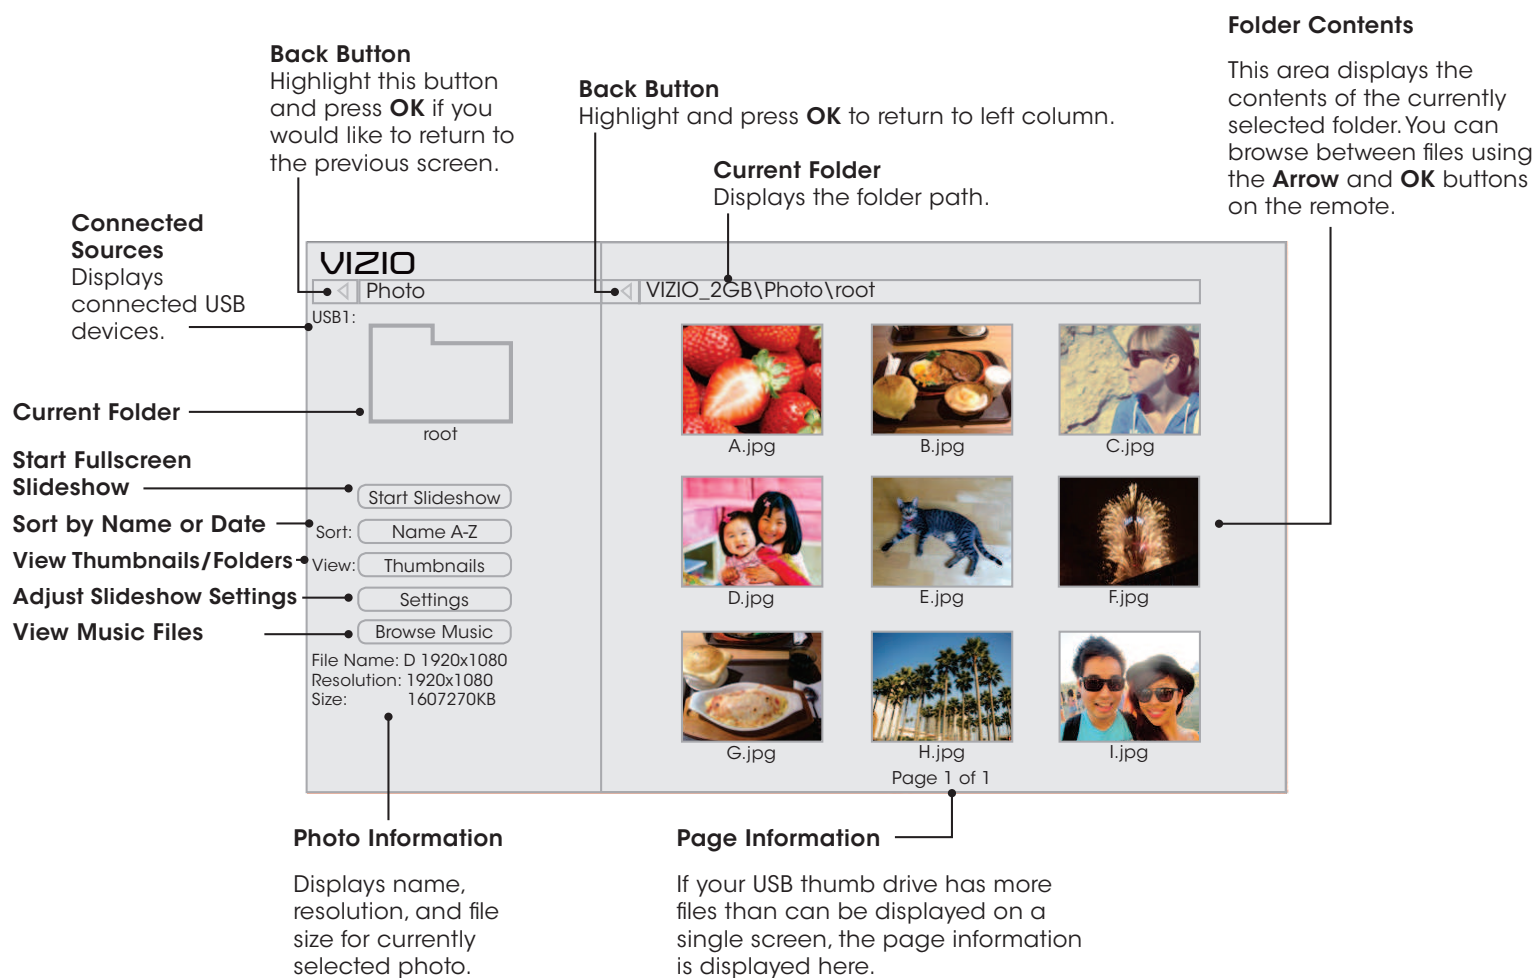 Folder Contents
This area displays the
contents of the currently
selected folder. You can
browse between files using
the Arrow and OK buttons
on the remote.
Back Button
Highlight this button
and press OK if you
would like to return to
the previous screen.
Back Button
Highlight and press OK to return to left column.
Current Folder
Displays the folder path.
Connected
Sources
Displays
connected USB
devices.
Current Folder
Start Fullscreen
Slideshow
Sort by Name or Date
View Thumbnails/Folders
Adjust Slideshow Settings
View Music Files
VIZIO
Photo
USB1:
root
Start Slideshow
Sort: Name A-Z
View: Thumbnails
Settings
Browse Music
File Name: D 1920x1080
Resolution: 1920x1080
Size: 1607270KB
VIZIO_2GB\Photo\root
A.jpg B.jpg C.jpg
D.jpg E.jpg F.jpg
G.jpg H.jpg I.jpg
Page 1 of 1
Photo Information
Displays name,
resolution, and file
size for currently
selected photo.
Page Information
If your USB thumb drive has more
files than can be displayed on a
single screen, the page information
is displayed here.